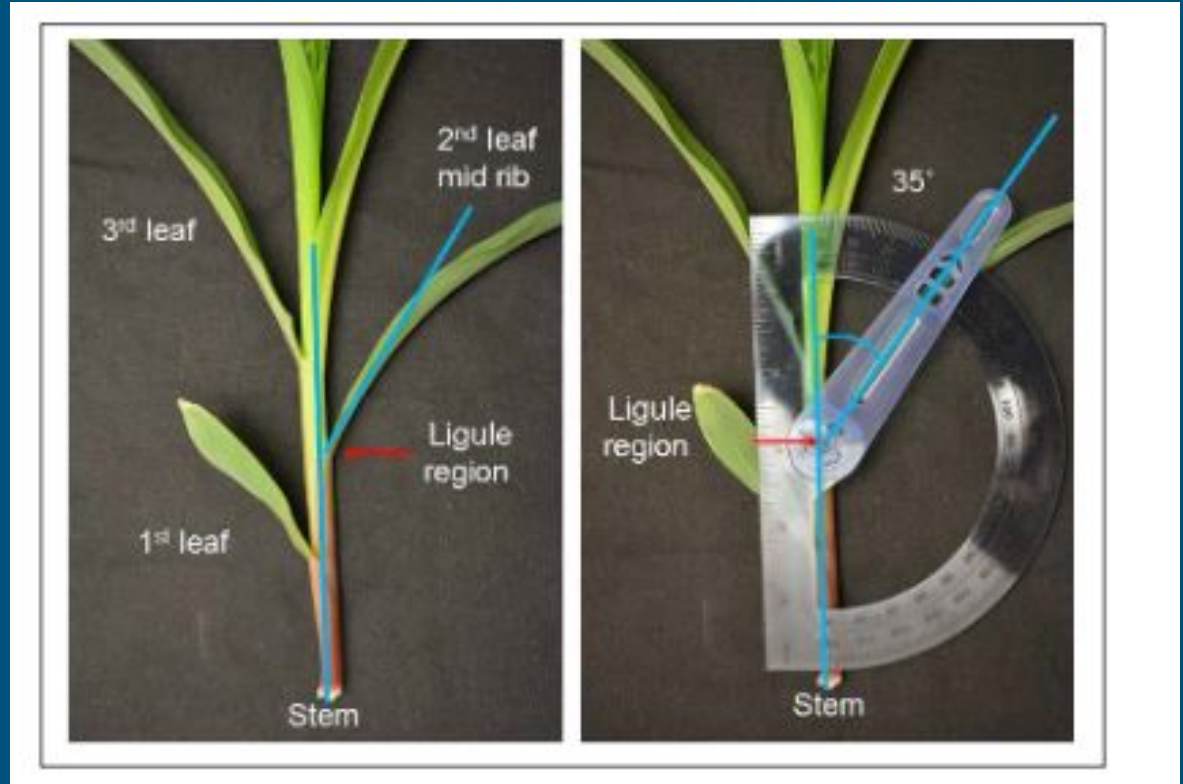 2nd leaf
mid rib
3rd leaf
Ligule
region
1st leaf
Stem
35°
Ligule
region
Stem